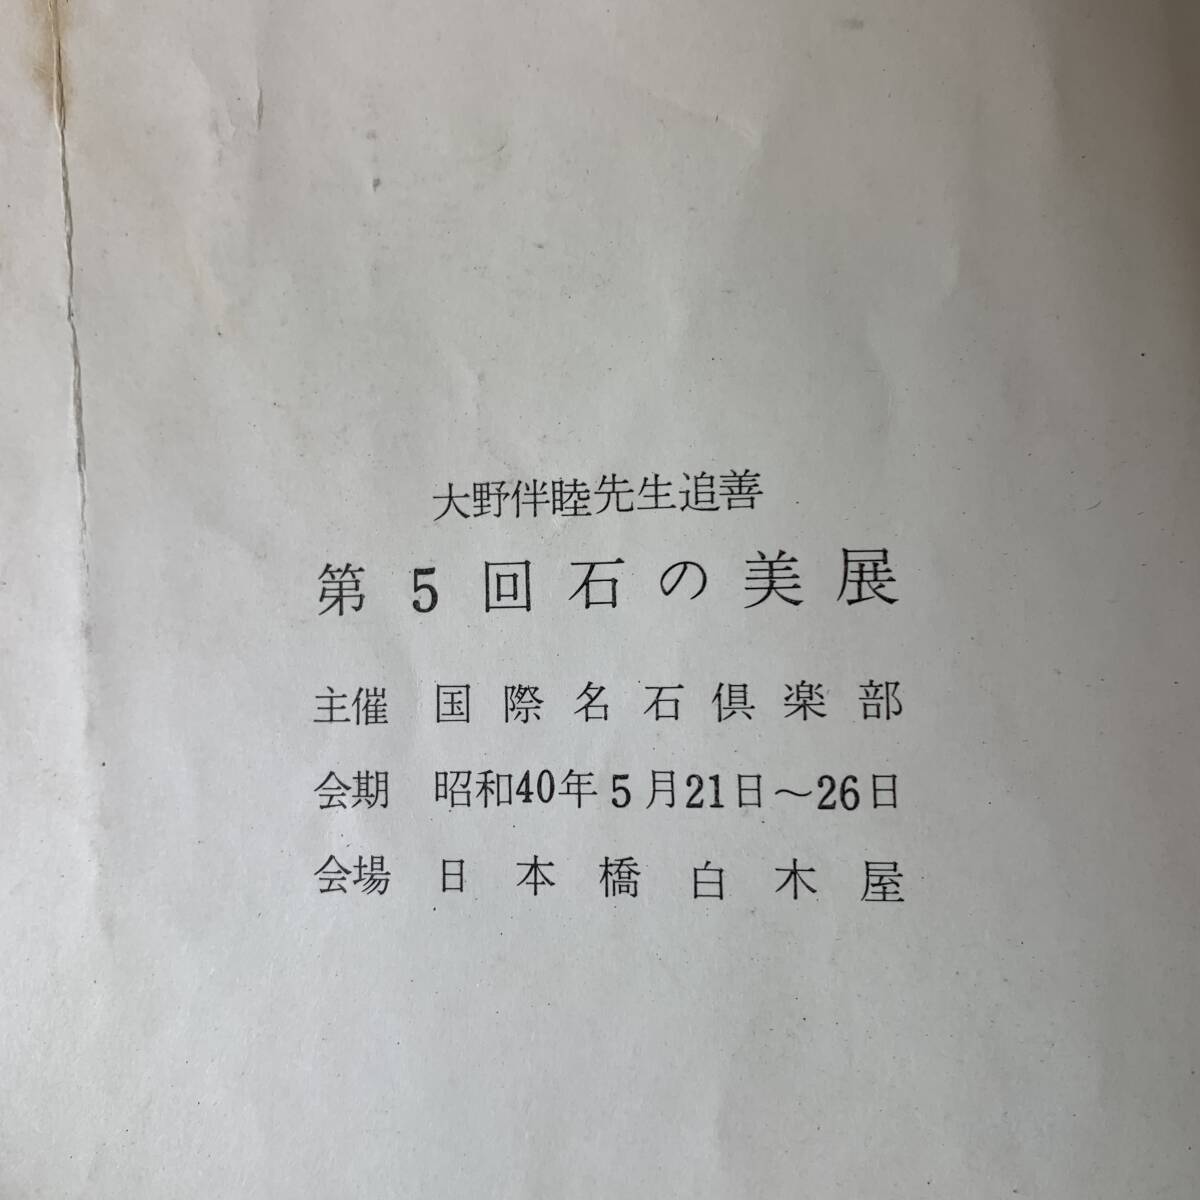 大野伴睦先生追善
第5回石の美展
主催 国際名石倶楽部
会期 昭和40年5月21日～26日
会場 日本橋白木屋